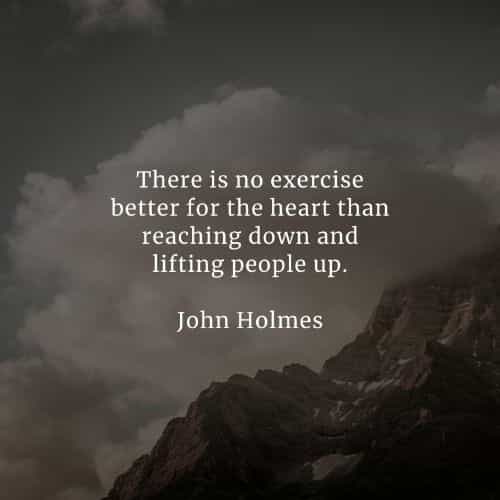 There is no exercise
better for the heart than
reaching down and
lifting people up.
John Holmes